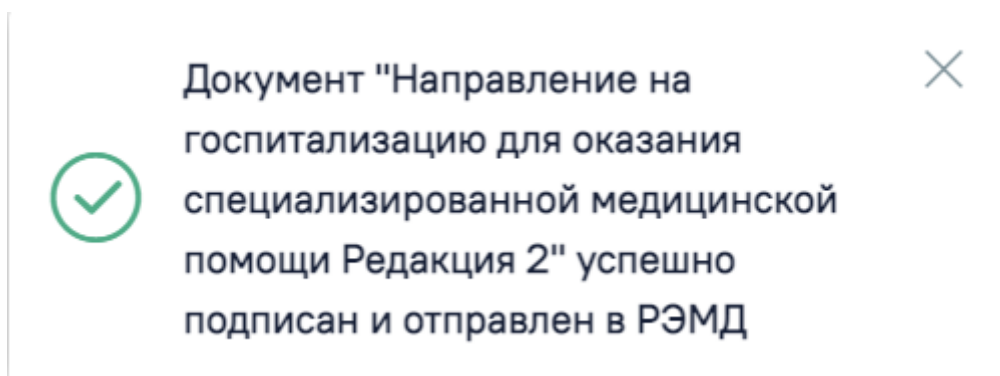 Документ "Направление на
госпитализацию для оказания
специализированной медицинской
помощи Редакция 2" успешно
подписан и отправлен в РЭМД